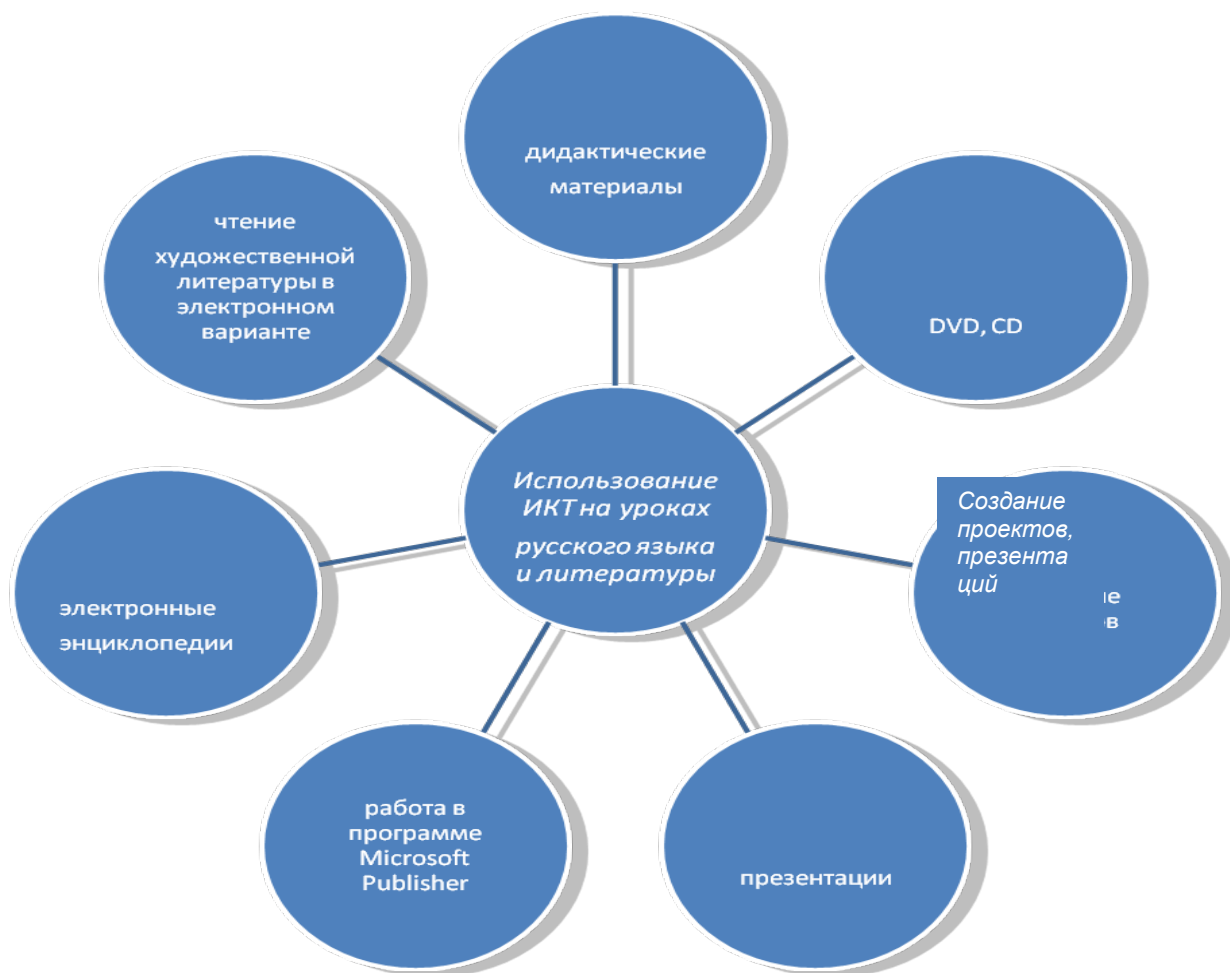 дидактические
материалы
чтение
художественной
литературы в
электронном
варианте
DVD, CD
Использование
ИКТ на уроках
русского языка
и литературы
Создание
проектов,
презента
ций
электронные
энциклопедии
работа в
программе
Microsoft
Publisher
презентации